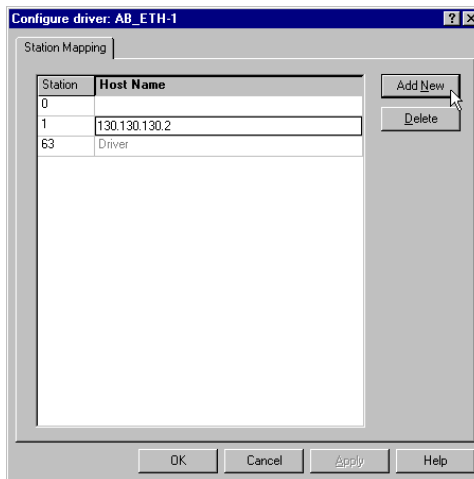 Configure driver: AB_ETH-1
Station Mapping
Station Host Name
0
1 130.130.130.2
63 Driver
Add New
Delete
OK Cancel Apply Help